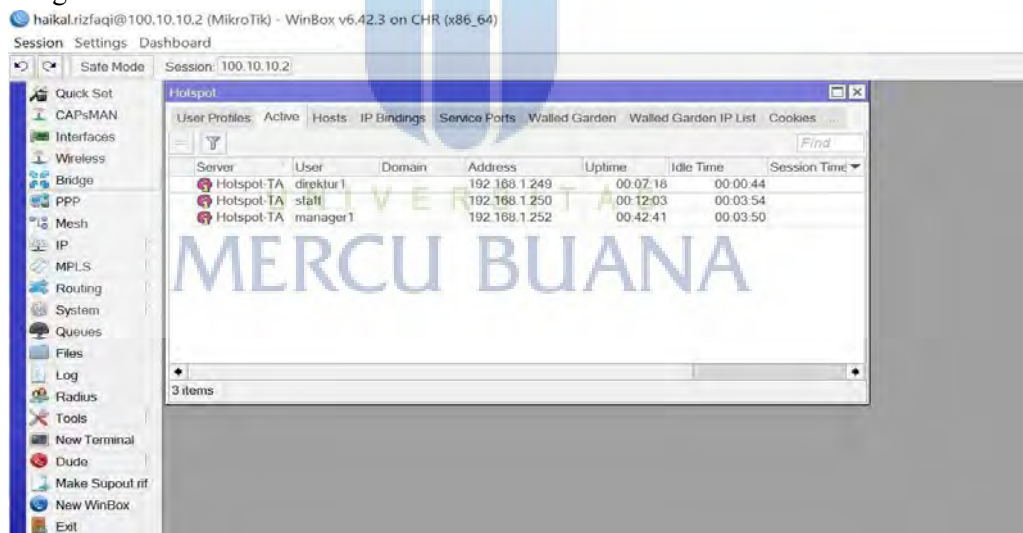 haikal.rizfaqi@100.10.10.2 (MikroTik) - WinBox v6.42.3 on CHR (x86_64)
Session Settings Dashboard
Safe Mode Session: 100.10.10.2
Quick Set
CAPsMAN
Interfaces
Wireless
Bridge
PPP
Mesh
IP
MPLS
Routing
System
Queues
Files
Log
Radius
Tools
New Terminal
Dude
Make Supout.rif
New WinBox
Exit
Hotspot
User Profiles Active Hosts IP Bindings Service Ports Walled Garden Walled Garden IP List Cookies ...
Find
Server User Domain Address Uptime Idle Time Session Time
Hotspot-TA direktur1 192.168.1.249 00:07:18 00:00:44
Hotspot-TA staff 192.168.1.250 00:12:03 00:03:54
Hotspot-TA manager1 192.168.1.252 00:42:41 00:03:50
3 items
UNIVERSITAS
MERCU BUANA